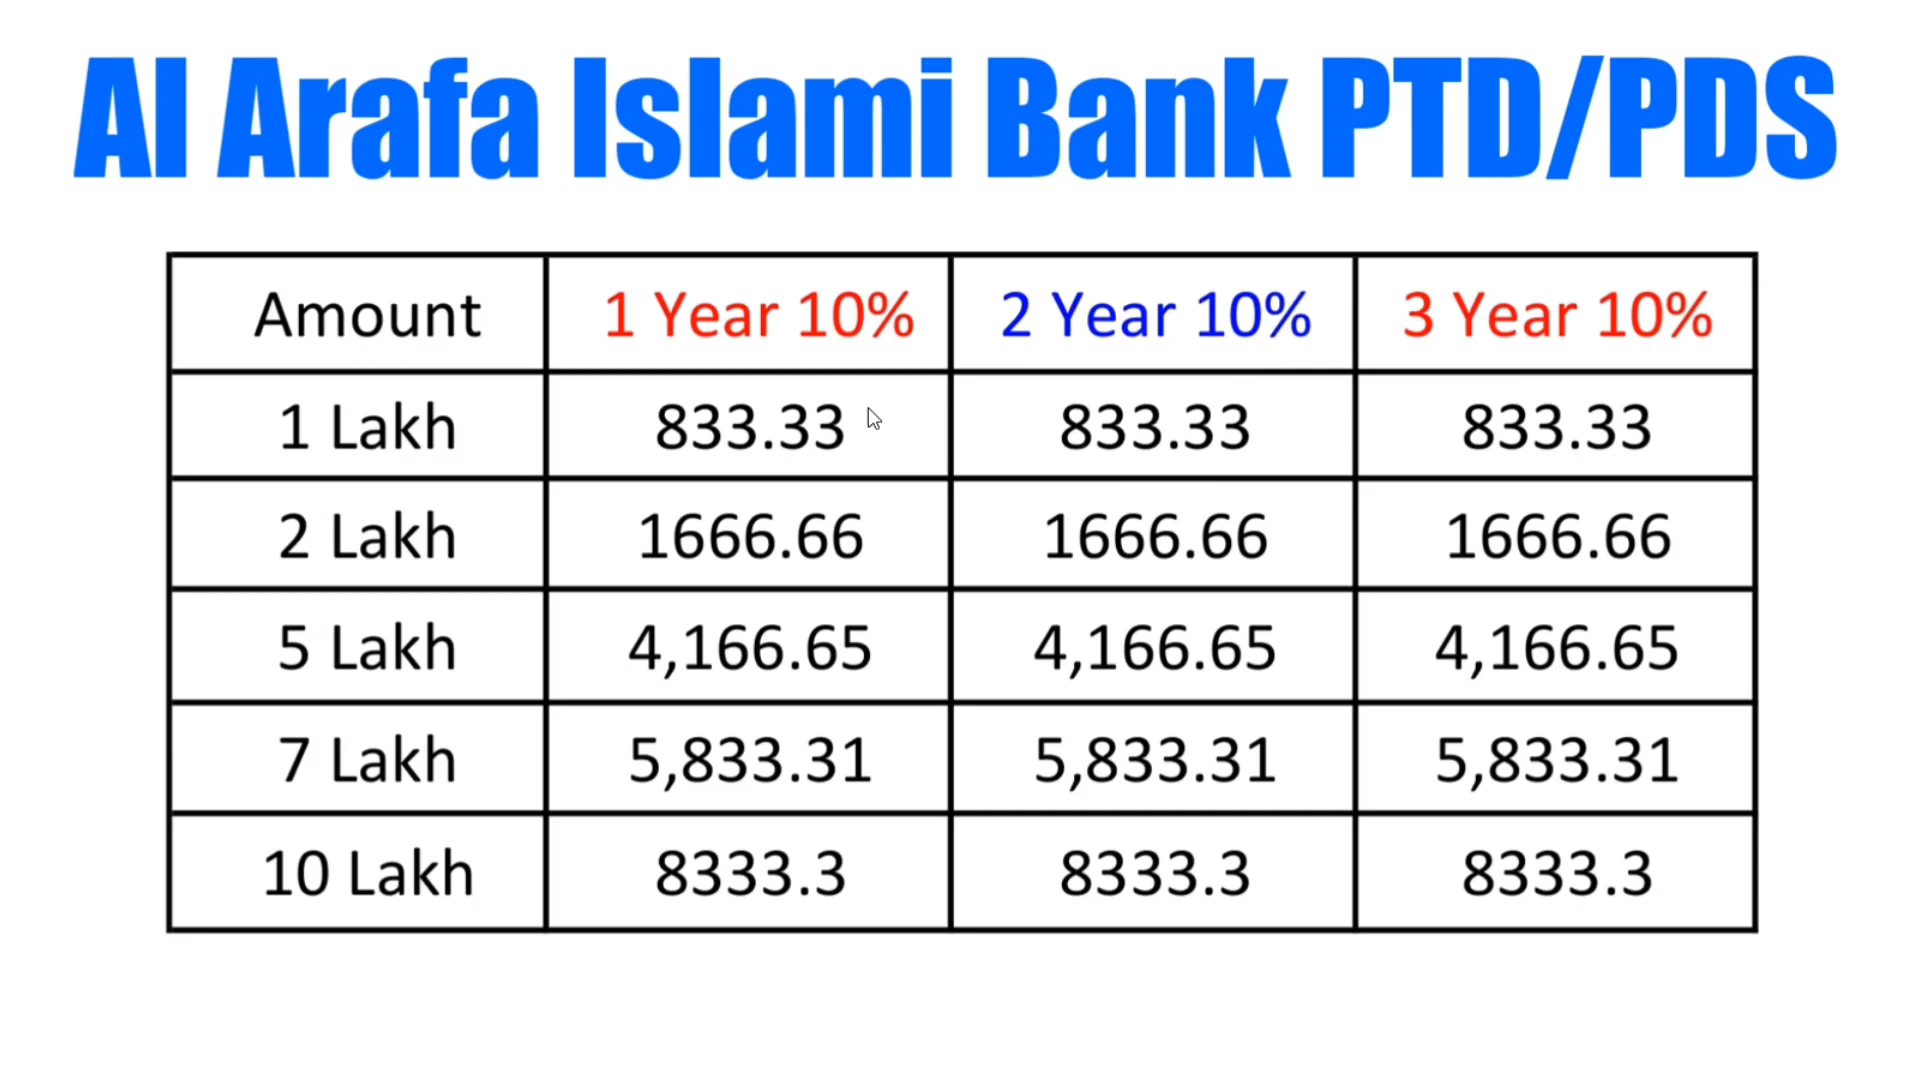 Al Arafa Islami Bank PTD/PDS
Amount 1 Year 10% 2 Year 10% 3 Year 10%
1 Lakh 833.33 833.33 833.33
2 Lakh 1666.66 1666.66 1666.66
5 Lakh 4,166.65 4,166.65 4,166.65
7 Lakh 5,833.31 5,833.31 5,833.31
10 Lakh 8333.3 8333.3 8333.3